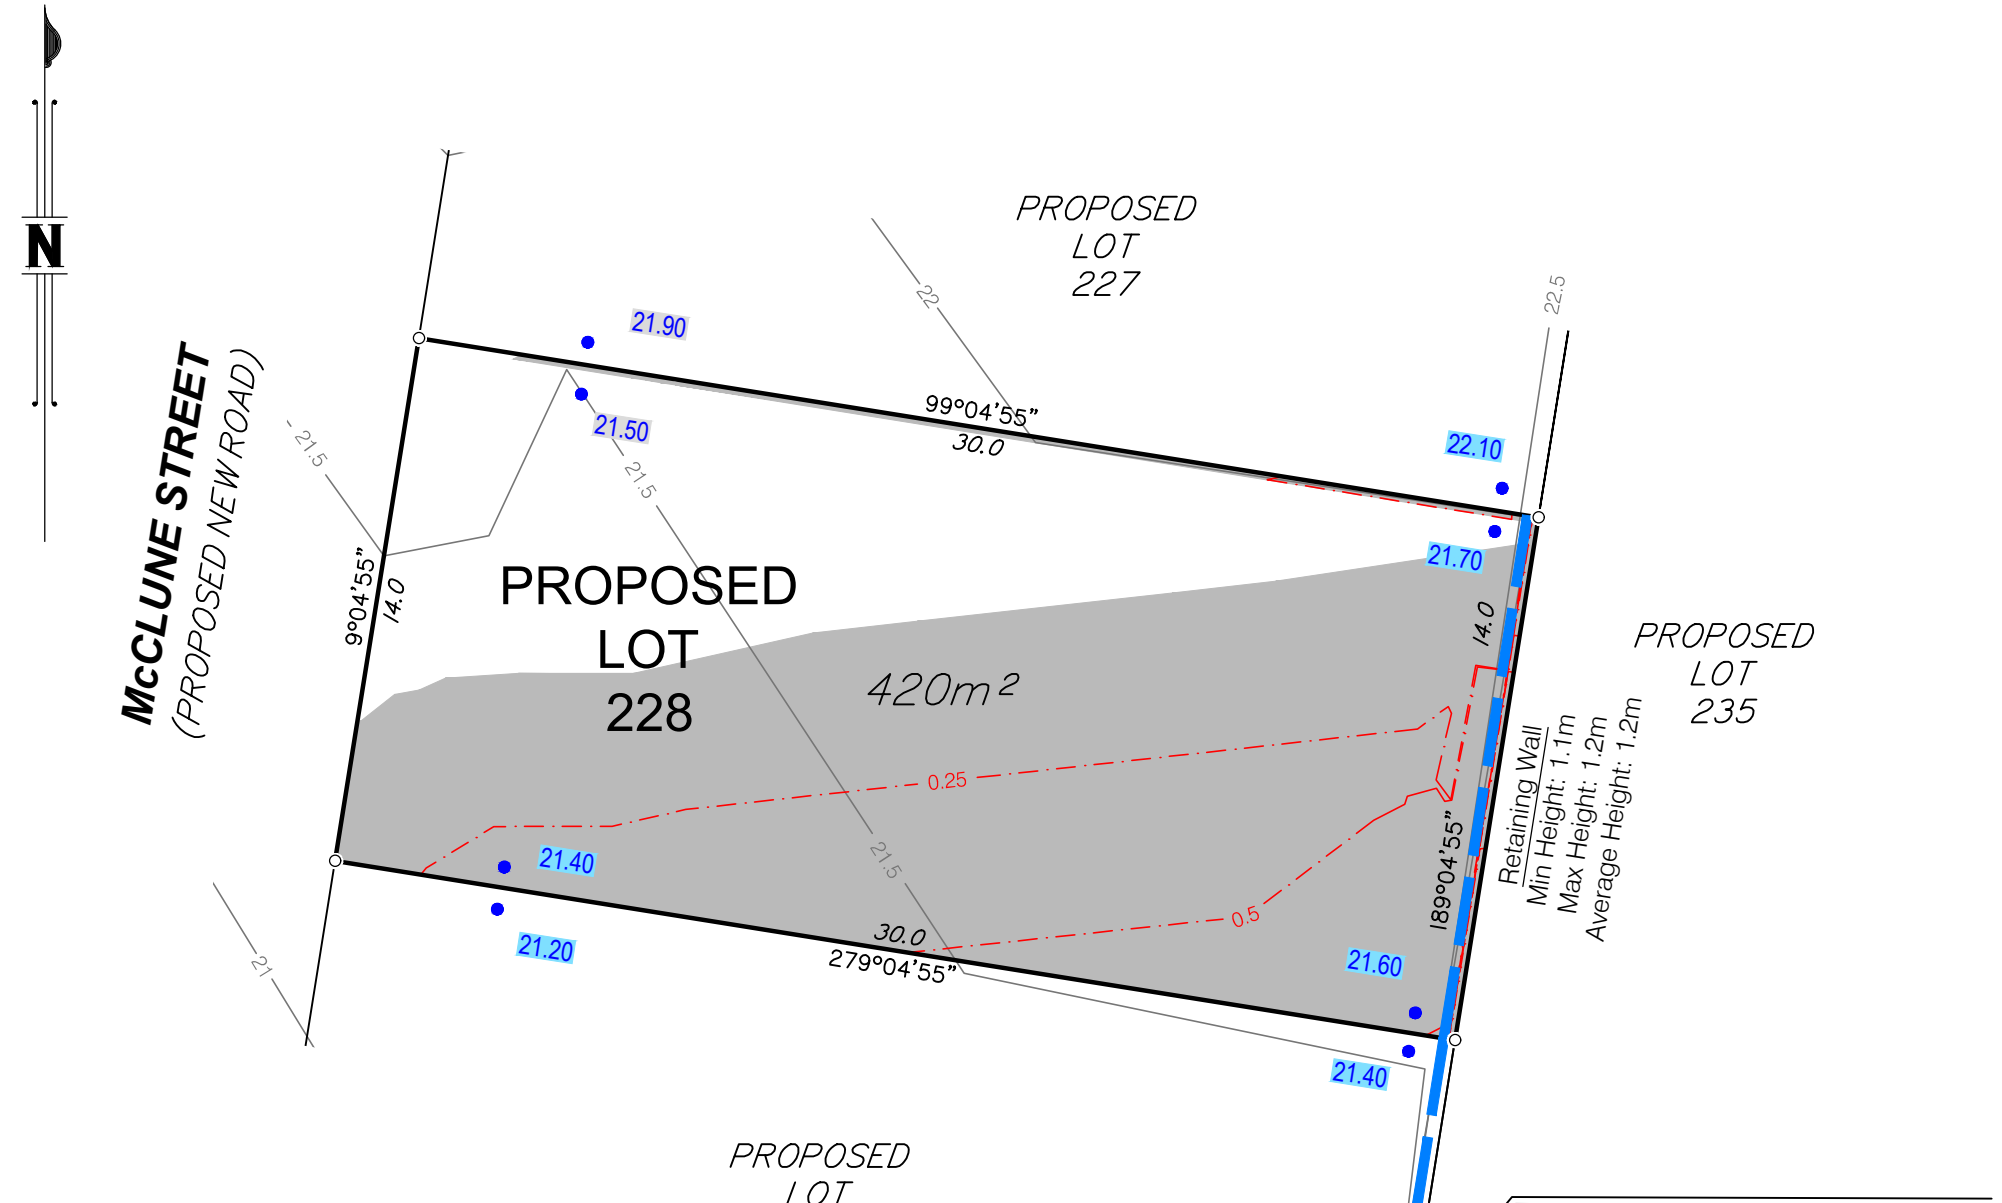 N
PROPOSED
LOT
227
22
22.5
21.90
21.50
99°04'55"
30.0
22.10
21.70
McCLUNE STREET
(PROPOSED NEW ROAD)
21.5
21.5
9°04'55"
14.0
PROPOSED
LOT
228
420m²
14.0
PROPOSED
LOT
235
Retaining Wall
Min Height: 1.1m
Max Height: 1.2m
Average Height: 1.2m
189°04'55"
0.25
21.5
0.5
21.40
21.20
30.0
279°04'55"
21.60
21.40
21
PROPOSED
LOT